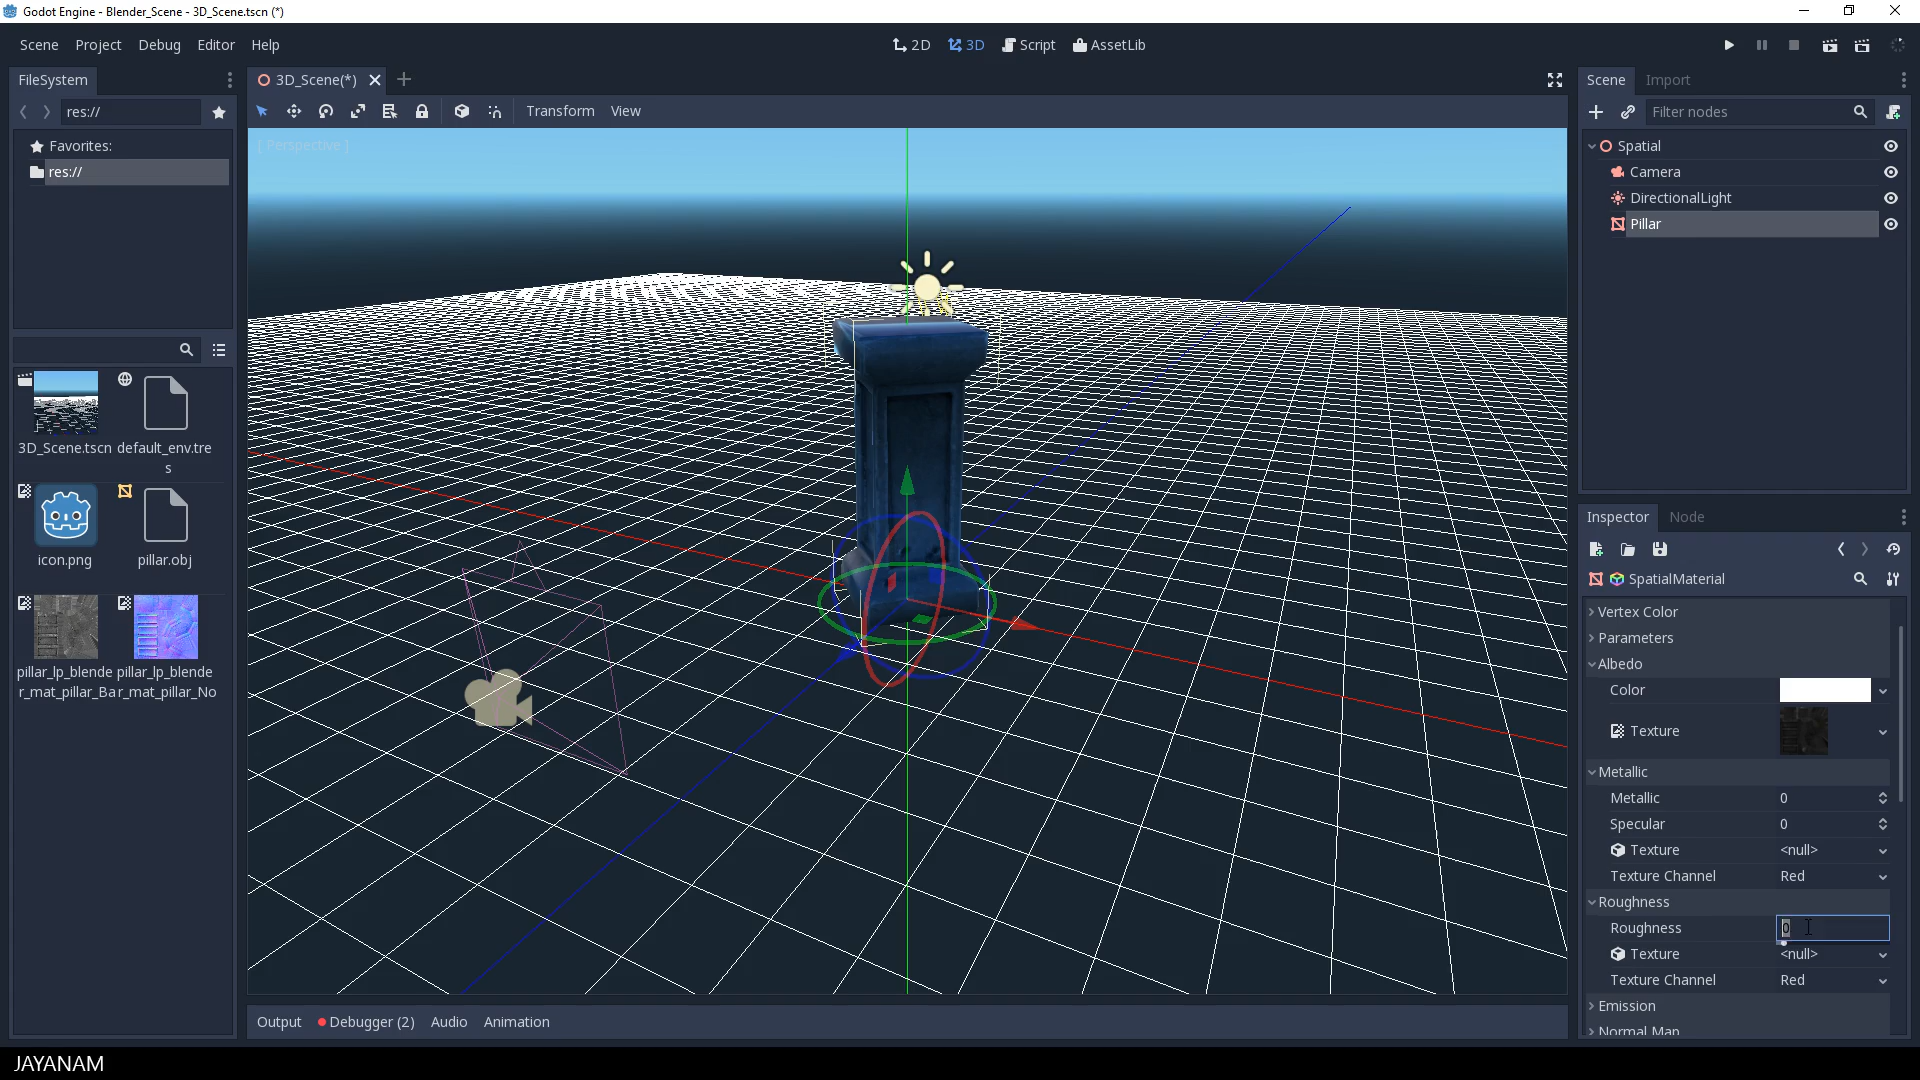 Godot Engine - Blender_Scene - 3D_Scene.tscn (*)
Scene Project Debug Editor Help
2D 3D Script AssetLib
FileSystem
res://
Favorites:
res://
3D_Scene.tscn
default_env.tre
s
icon.png
pillar.obj
pillar_lp_blende
r_mat_pillar_Ba
pillar_lp_blende
r_mat_pillar_No
3D_Scene(*)
Transform View
[ Perspective ]
Output Debugger (2) Audio Animation
Scene Import
Filter nodes
Spatial
Camera
DirectionalLight
Pillar
Inspector Node
SpatialMaterial
Vertex Color
Parameters
Albedo
Color
Texture
Metallic
Metallic 0
Specular 0
Texture <null>
Texture Channel Red
Roughness
Roughness 0
Texture <null>
Texture Channel Red
Emission
Normal Map
JAYANAM